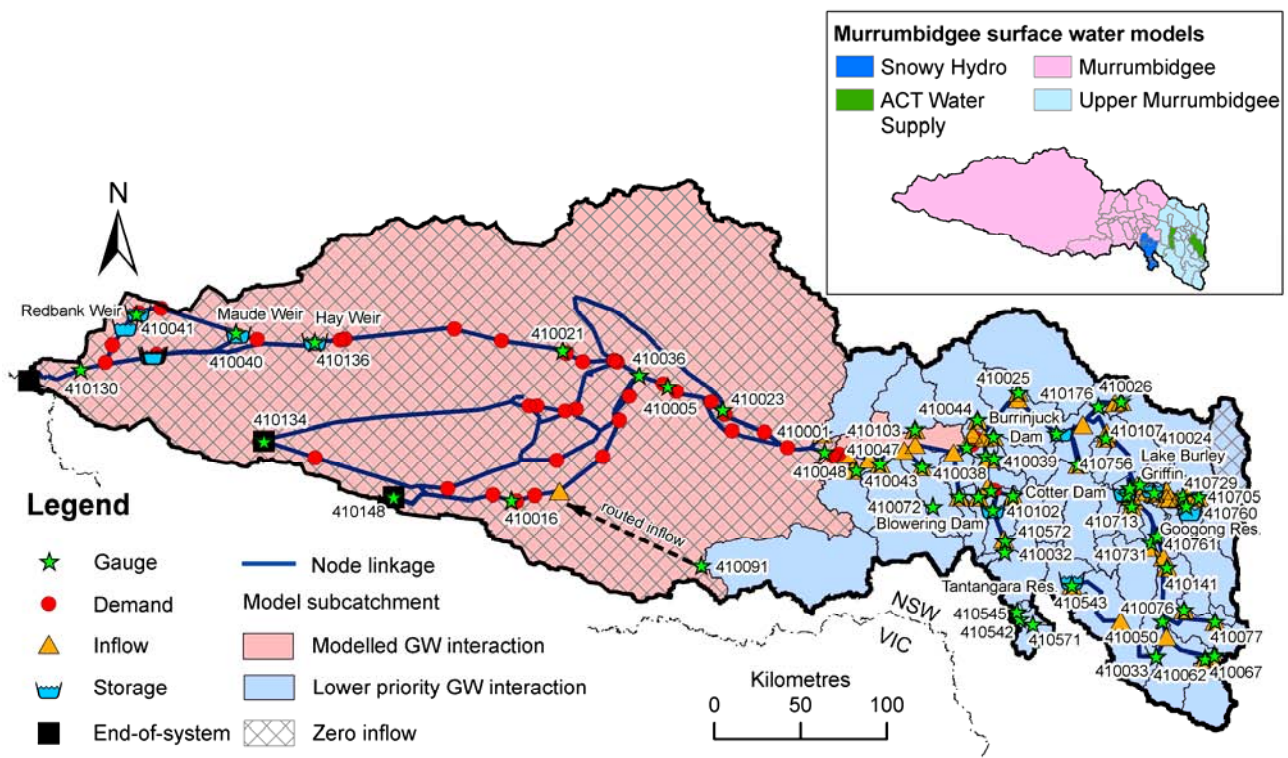 Murrumbidgee surface water models
Snowy Hydro
Murrumbidgee
ACT Water
Supply
Upper Murrumbidgee
N
Redbank Weir
410041
Maude Weir
Hay Weir
410040
410136
410021
410036
410130
410005
410023
410134
410001
410103
410044
410025
410176
410026
Burrinjuck
Dam
410107
410024
410047
410048
410043
410038
410039
410756
Lake Burley
Griffin
410729
410705
410148
410016
410072
Cotter Dam
Blowering Dam
410102
410713
410760
Googong Res.
routed inflow
410572
410032
410731
410761
410091
410141
Tantangara Res.
410543
410076
410545
410542
410571
410050
410077
410033
410062
410067
NSW
VIC
Legend
Gauge
Demand
Inflow
Storage
End-of-system
Node linkage
Model subcatchment
Modelled GW interaction
Lower priority GW interaction
Zero inflow
Kilometres
0 50 100